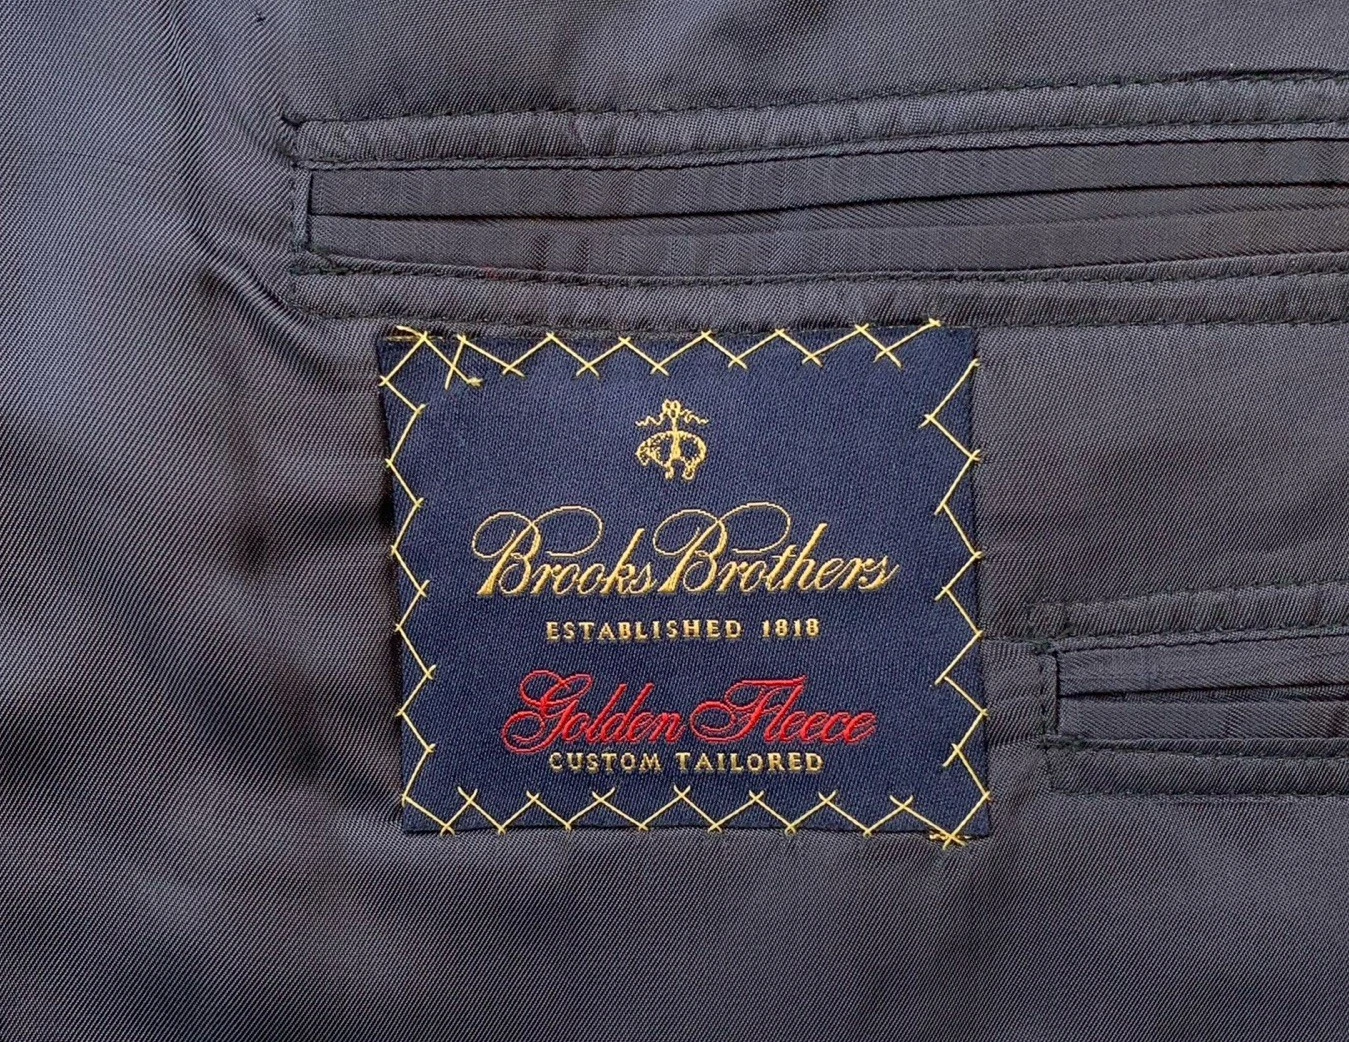 Brooks Brothers
ESTABLISHED 1818
Golden Fleece
CUSTOM TAILORED